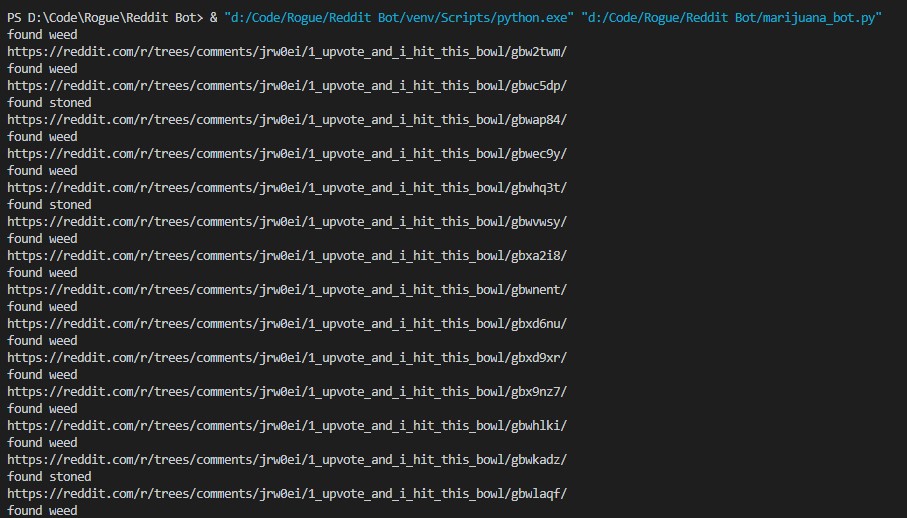 PS D:\Code\Rogue\Reddit Bot> & "d:/Code/Rogue/Reddit Bot/venv/Scripts/python.exe" "d:/Code/Rogue/Reddit Bot/marijuana_bot.py"
found weed
https://reddit.com/r/trees/comments/jrw0ei/1_upvote_and_i_hit_this_bowl/gbw2twm/
found weed
https://reddit.com/r/trees/comments/jrw0ei/1_upvote_and_i_hit_this_bowl/gbwc5dp/
found stoned
https://reddit.com/r/trees/comments/jrw0ei/1_upvote_and_i_hit_this_bowl/gbwap84/
found weed
https://reddit.com/r/trees/comments/jrw0ei/1_upvote_and_i_hit_this_bowl/gbwec9y/
found weed
https://reddit.com/r/trees/comments/jrw0ei/1_upvote_and_i_hit_this_bowl/gbwhq3t/
found stoned
https://reddit.com/r/trees/comments/jrw0ei/1_upvote_and_i_hit_this_bowl/gbwvwsy/
found weed
https://reddit.com/r/trees/comments/jrw0ei/1_upvote_and_i_hit_this_bowl/gbxa2i8/
found weed
https://reddit.com/r/trees/comments/jrw0ei/1_upvote_and_i_hit_this_bowl/gbwnent/
found weed
https://reddit.com/r/trees/comments/jrw0ei/1_upvote_and_i_hit_this_bowl/gbxd6nu/
found weed
https://reddit.com/r/trees/comments/jrw0ei/1_upvote_and_i_hit_this_bowl/gbxd9xr/
found weed
https://reddit.com/r/trees/comments/jrw0ei/1_upvote_and_i_hit_this_bowl/gbx9nz7/
found weed
https://reddit.com/r/trees/comments/jrw0ei/1_upvote_and_i_hit_this_bowl/gbwhlki/
found weed
https://reddit.com/r/trees/comments/jrw0ei/1_upvote_and_i_hit_this_bowl/gbwkadz/
found stoned
https://reddit.com/r/trees/comments/jrw0ei/1_upvote_and_i_hit_this_bowl/gbwlaqf/
found weed